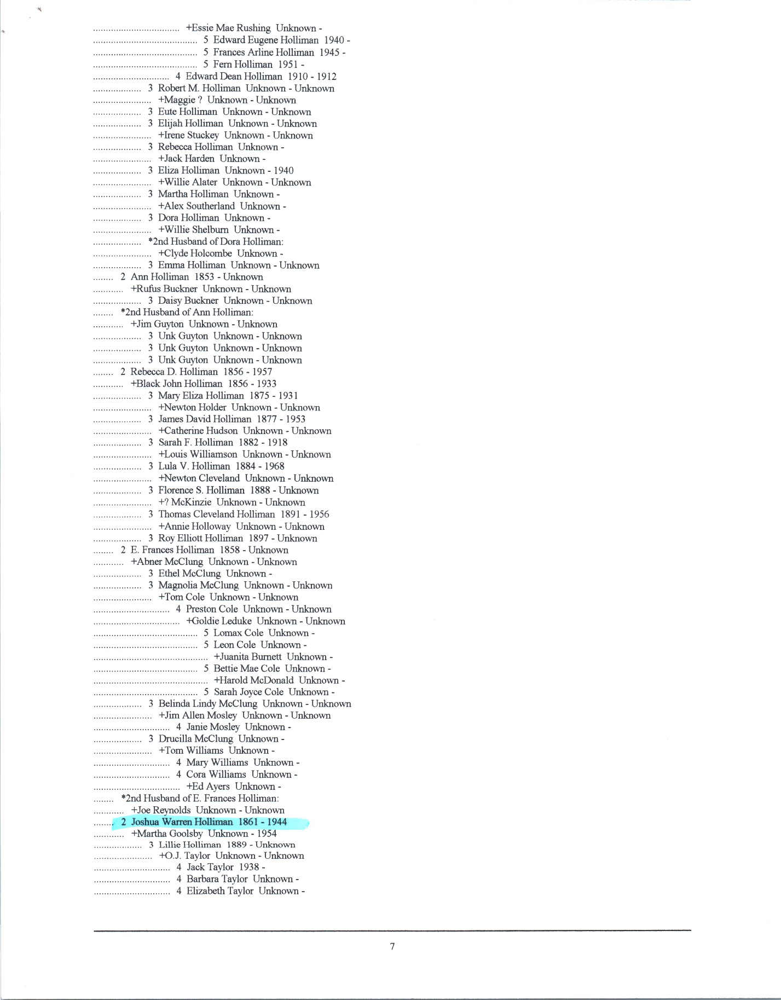 .................................. +Essie Mae Rushing  Unknown -
......................................... 5  Edward Eugene Holliman  1940 -
......................................... 5  Frances Arline Holliman  1945 -
......................................... 5  Fern Holliman  1951 -
.............................. 4  Edward Dean Holliman  1910 - 1912
................... 3  Robert M. Holliman  Unknown - Unknown
....................... +Maggie ?  Unknown - Unknown
................... 3  Eute Holliman  Unknown - Unknown
................... 3  Elijah Holliman  Unknown - Unknown
....................... +Irene Stuckey  Unknown - Unknown
................... 3  Rebecca Holliman  Unknown -
....................... +Jack Harden  Unknown -
................... 3  Eliza Holliman  Unknown - 1940
....................... +Willie Alater  Unknown - Unknown
................... 3  Martha Holliman  Unknown -
....................... +Alex Southerland  Unknown -
................... 3  Dora Holliman  Unknown -
....................... +Willie Shelburn  Unknown -
................... *2nd Husband of Dora Holliman:
....................... +Clyde Holcombe  Unknown -
................... 3  Emma Holliman  Unknown - Unknown
........ 2  Ann Holliman  1853 - Unknown
............ +Rufus Buckner  Unknown - Unknown
................... 3  Daisy Buckner  Unknown - Unknown
........ *2nd Husband of Ann Holliman:
............ +Jim Guyton  Unknown - Unknown
................... 3  Unk Guyton  Unknown - Unknown
................... 3  Unk Guyton  Unknown - Unknown
................... 3  Unk Guyton  Unknown - Unknown
........ 2  Rebecca D. Holliman  1856 - 1957
............ +Black John Holliman  1856 - 1933
................... 3  Mary Eliza Holliman  1875 - 1931
....................... +Newton Holder  Unknown - Unknown
................... 3  James David Holliman  1877 - 1953
....................... +Catherine Hudson  Unknown - Unknown
................... 3  Sarah F. Holliman  1882 - 1918
....................... +Louis Williamson  Unknown - Unknown
................... 3  Lula V. Holliman  1884 - 1968
....................... +Newton Cleveland  Unknown - Unknown
................... 3  Florence S. Holliman  1888 - Unknown
....................... +? McKinzie  Unknown - Unknown
................... 3  Thomas Cleveland Holliman  1891 - 1956
....................... +Annie Holloway  Unknown - Unknown
................... 3  Roy Elliott Holliman  1897 - Unknown
........ 2  E. Frances Holliman  1858 - Unknown
............ +Abner McClung  Unknown - Unknown
................... 3  Ethel McClung  Unknown -
................... 3  Magnolia McClung  Unknown - Unknown
....................... +Tom Cole  Unknown - Unknown
.............................. 4  Preston Cole  Unknown - Unknown
.................................. +Goldie Leduke  Unknown - Unknown
......................................... 5  Lomax Cole  Unknown -
......................................... 5  Leon Cole  Unknown -
............................................. +Juanita Burnett  Unknown -
......................................... 5  Bettie Mae Cole  Unknown -
............................................. +Harold McDonald  Unknown -
......................................... 5  Sarah Joyce Cole  Unknown -
................... 3  Belinda Lindy McClung  Unknown - Unknown
....................... +Jim Allen Mosley  Unknown - Unknown
.............................. 4  Janie Mosley  Unknown -
................... 3  Drucilla McClung  Unknown -
....................... +Tom Williams  Unknown -
.............................. 4  Mary Williams  Unknown -
.............................. 4  Cora Williams  Unknown -
.................................. +Ed Ayers  Unknown -
........ *2nd Husband of E. Frances Holliman:
............ +Joe Reynolds  Unknown - Unknown
........ 2  Joshua Warren Holliman  1861 - 1944
............ +Martha Goolsby  Unknown - 1954
................... 3  Lillie Holliman  1889 - Unknown
....................... +O.J. Taylor  Unknown - Unknown
.............................. 4  Jack Taylor  1938 -
.............................. 4  Barbara Taylor  Unknown -
.............................. 4  Elizabeth Taylor  Unknown -
7